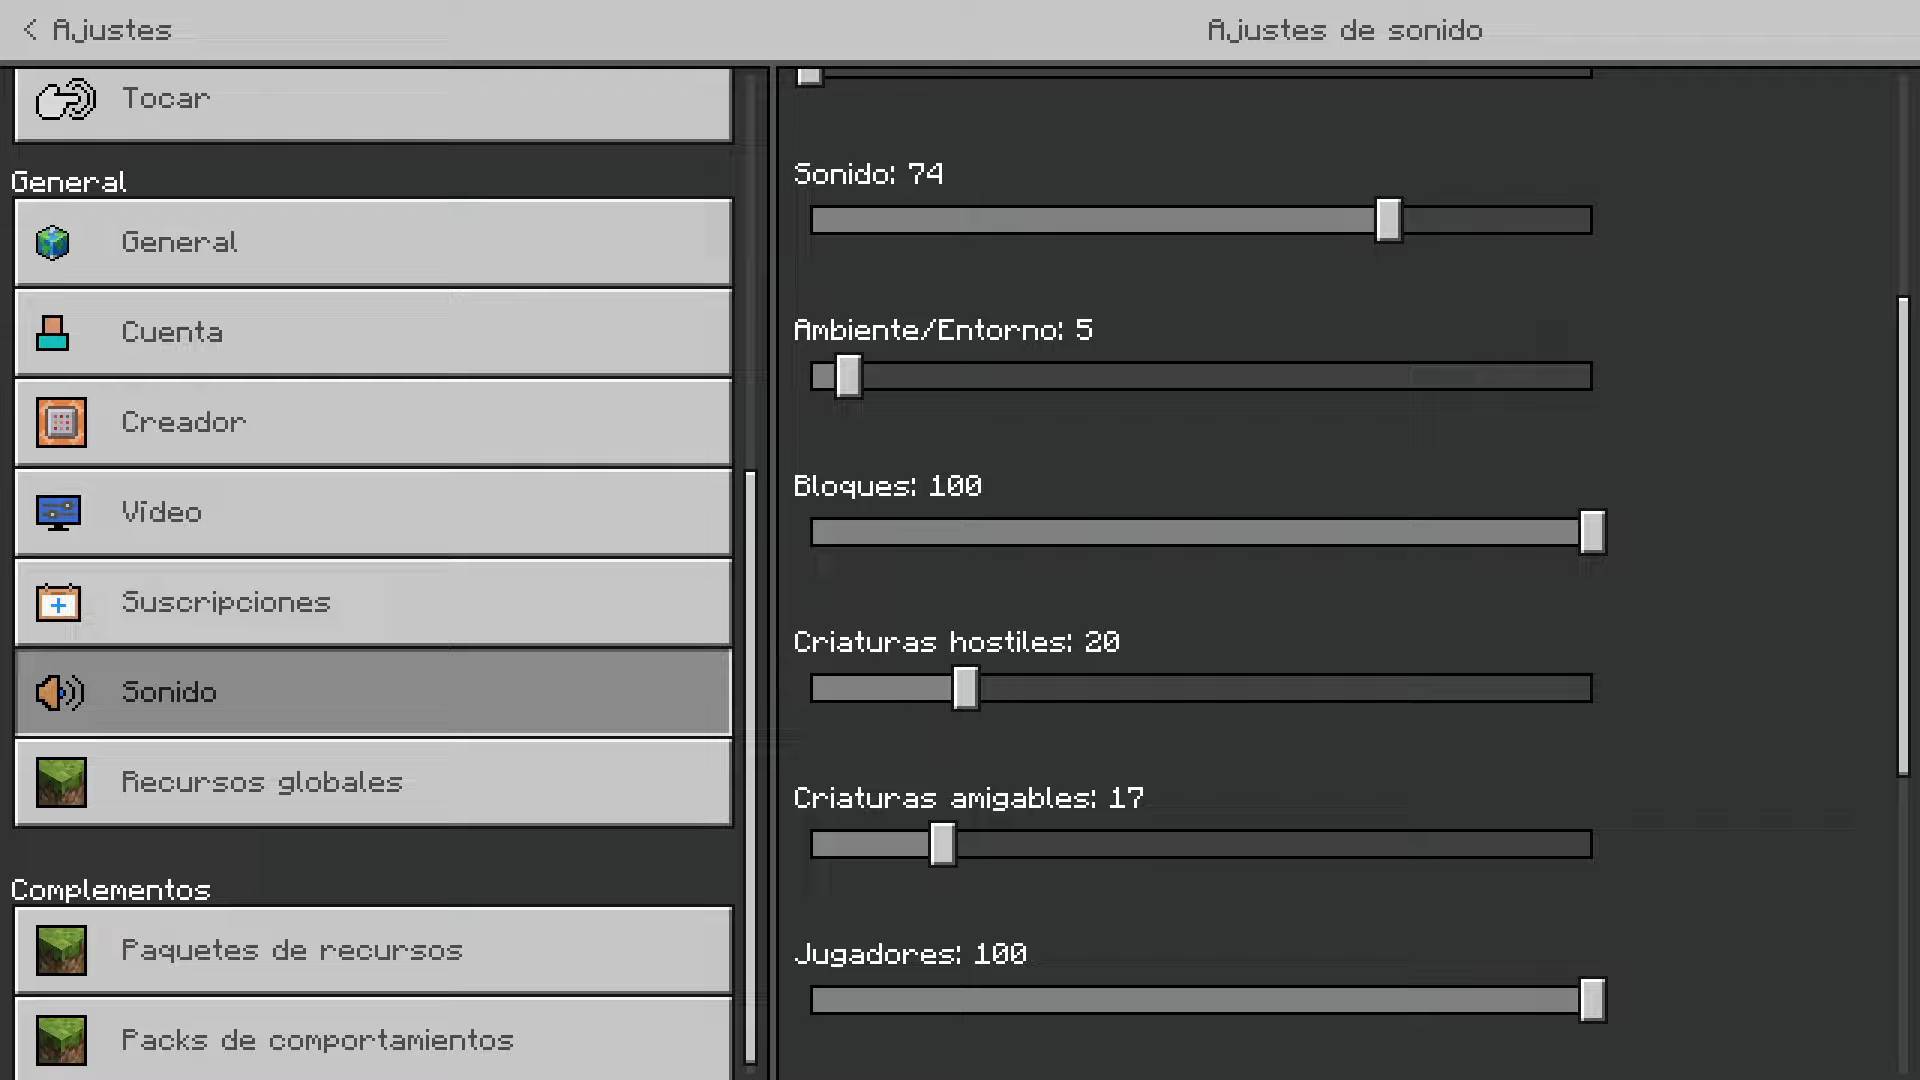 Ajustes
Ajustes de sonido
Tocar
General
General
Cuenta
Creador
Vídeo
Suscripciones
Sonido
Recursos globales
Complementos
Paquetes de recursos
Packs de comportamientos
Sonido: 74
Ambiente/Entorno: 5
Bloques: 100
Criaturas hostiles: 20
Criaturas amigables: 17
Jugadores: 100